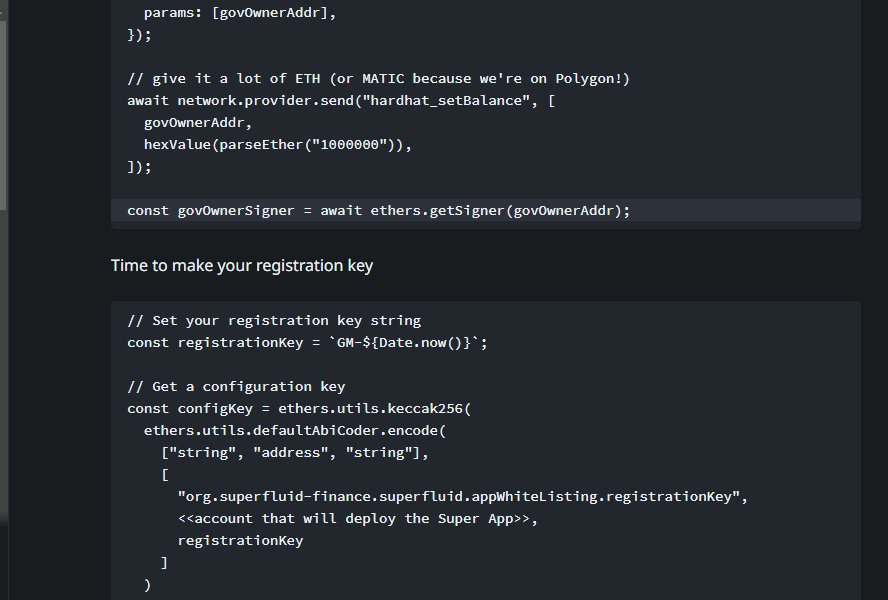 params: [govOwnerAddr],
});
// give it a lot of ETH (or MATIC because we're on Polygon!)
await network.provider.send("hardhat_setBalance", [
govOwnerAddr,
hexValue(parseEther("1000000")),
]);
const govOwnerSigner = await ethers.getSigner(govOwnerAddr);
Time to make your registration key
// Set your registration key string
const registrationKey = `GM-${Date.now()}`;
// Get a configuration key
const configKey = ethers.utils.keccak256(
ethers.utils.defaultAbiCoder.encode(
["string", "address", "string"],
[
"org.superfluid-finance.superfluid.appWhiteListing.registrationKey",
<<account that will deploy the Super App>>,
registrationKey
]
)